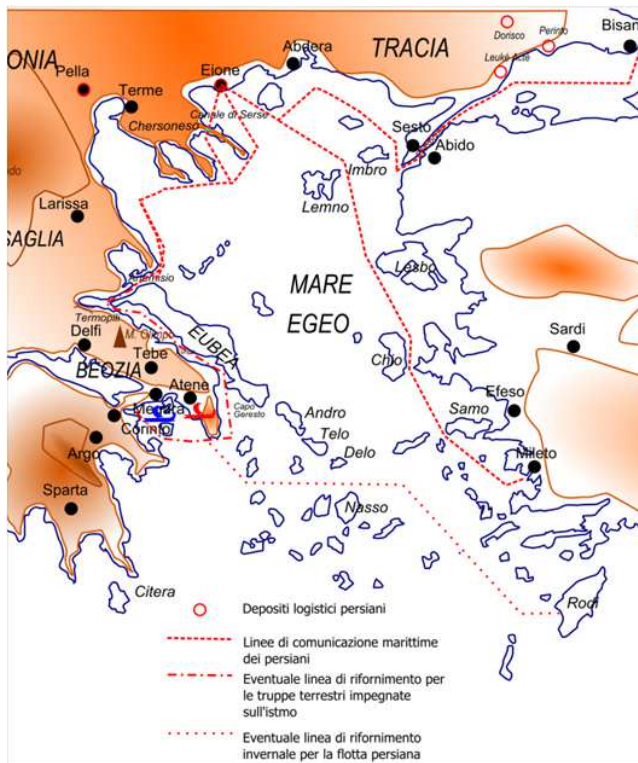 Dorisco
Perinto
Bisan
TRACIA
Abdera
ONIA
Leuké Acte
Pella
Eione
Terme
Canale di Serse
Chersoneso
Sesto
Abido
Imbro
Lemno
Larissa
SAGLIA
Artemisio
Lesbo
MARE
EGEO
Termopili
M. Olimpo
Delfi
EUBEA
Sardi
Tebe
BEOZIA
Chio
Atene
Megara
Capo
Geresto
Andro
Samo
Efeso
Corinto
Telo
Argo
Delo
Mileto
Sparta
Nasso
Citera
Rodi
Depositi logistici persiani
Linee di comunicazione marittime
dei persiani
Eventuale linea di rifornimento per
le truppe terrestri impegnate
sull'istmo
Eventuale linea di rifornimento
invernale per la flotta persiana